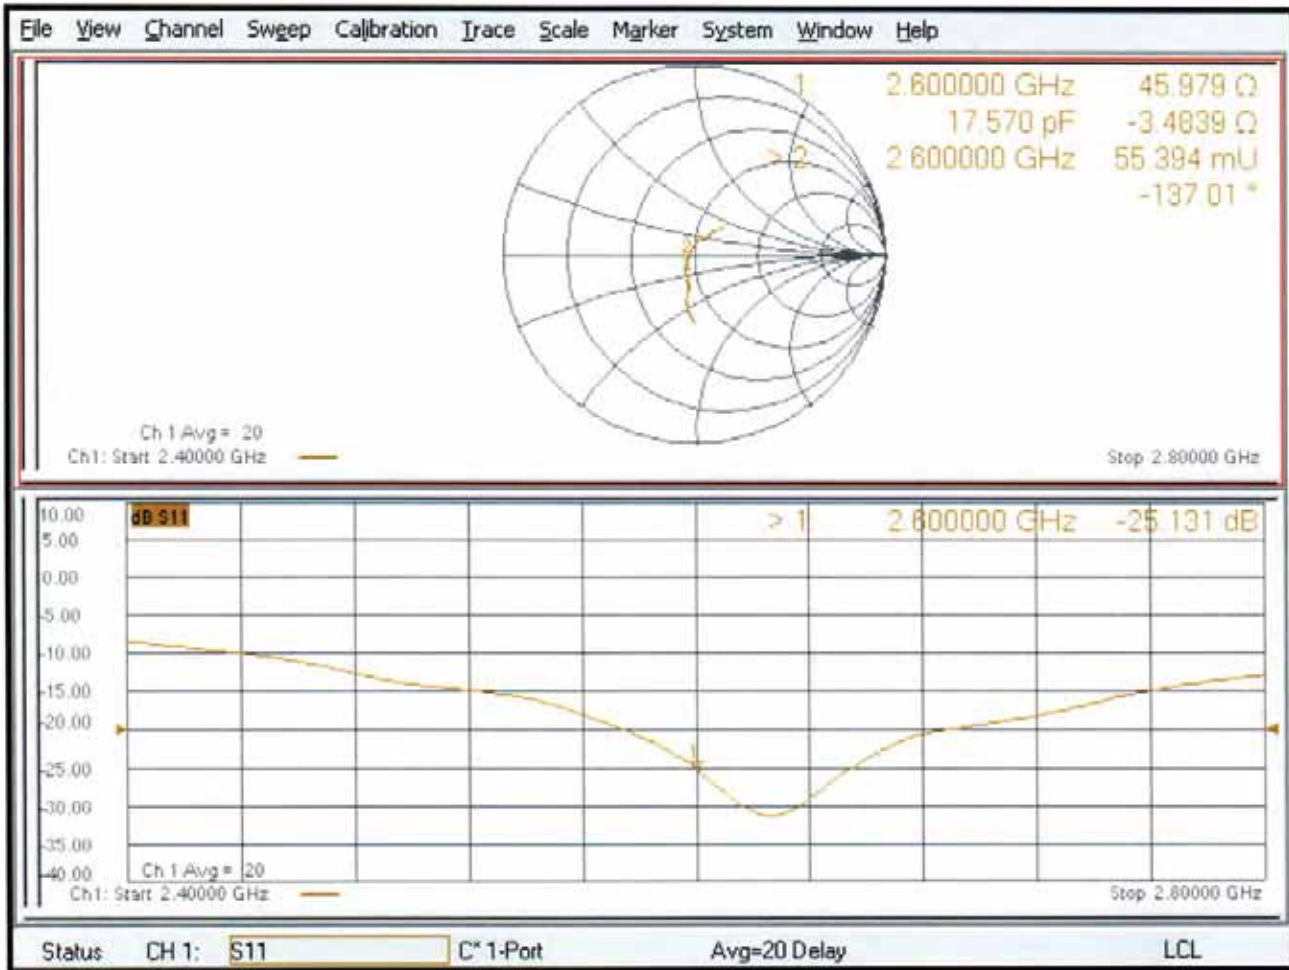 File View Channel Sweep Calibration Trace Scale Marker System Window Help
1 2.600000 GHz 45.979 Ω
17.570 pF -3.4839 Ω
> 2 2.600000 GHz 55.394 mU
-137.01 °
2
Ch 1 Avg = 20
Ch1: Start 2.40000 GHz Stop 2.80000 GHz
10.00 dB S11 > 1 2.600000 GHz -25.131 dB
5.00
0.00
-5.00
-10.00
-15.00
-20.00
-25.00
-30.00
-35.00
-40.00
1
Ch 1 Avg = 20
Ch1: Start 2.40000 GHz Stop 2.80000 GHz
Status CH 1: S11 C* 1-Port Avg=20 Delay LCL